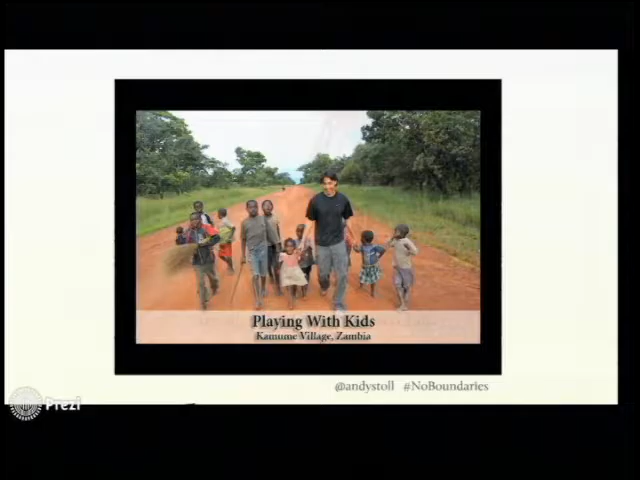 Playing With Kids
Kamume Village, Zambia
@andystoll #NoBoundaries
Prezi